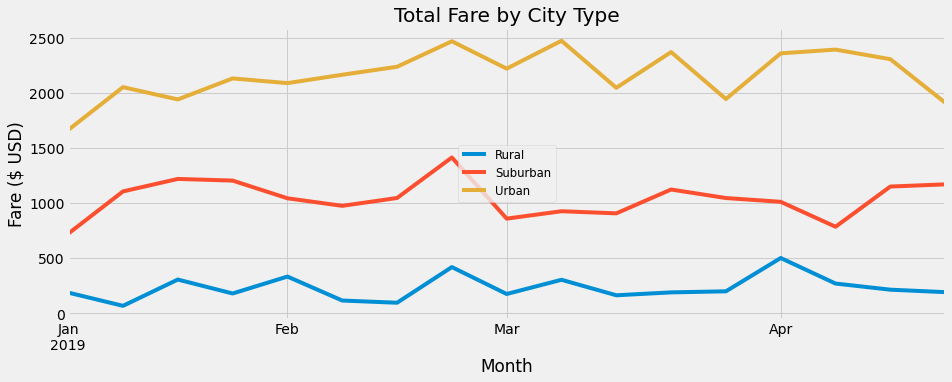 Total Fare by City Type
Fare ($ USD)
2500
2000
1500
1000
500
0
Rural
Suburban
Urban
Jan
2019
Feb
Mar
Apr
Month